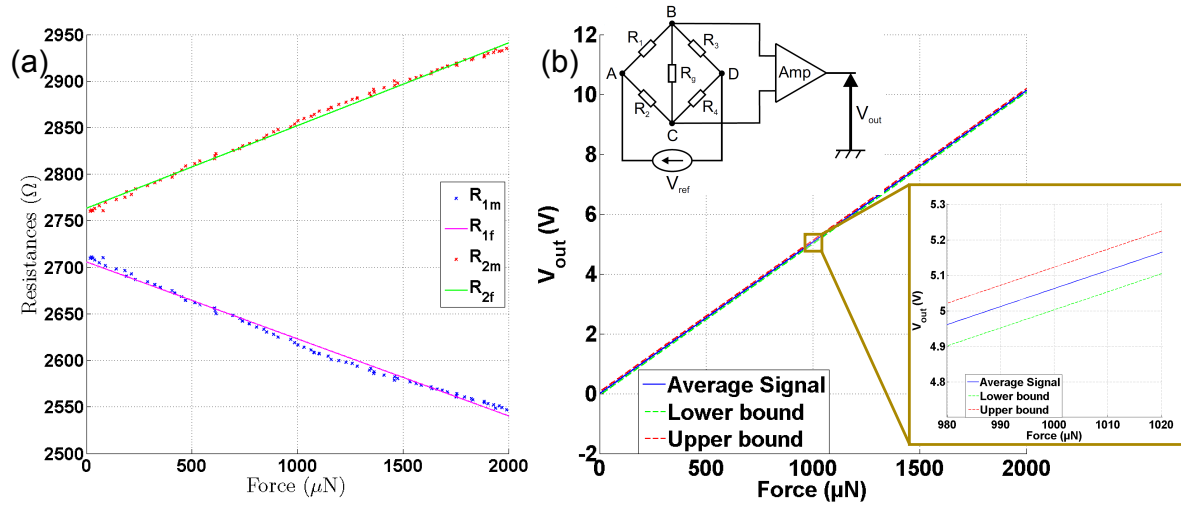 (a)
2950
2900
2850
2800
2750
2700
2650
2600
2550
2500
Resistances (Ω)
0
500
1000
1500
2000
Force (μN)
R1m
R1f
R2m
R2f
(b)
12
10
8
6
4
2
0
-2
Vout (V)
0
500
1000
1500
2000
Force (μN)
B
R1
R3
A
Rg
D
R2
R4
C
Vref
Amp
Vout
Average Signal
Lower bound
Upper bound
5.3
5.2
5.1
5
4.9
4.8
Vout (V)
980
990
1000
1010
1020
Force (μN)
Average Signal
Lower bound
Upper bound